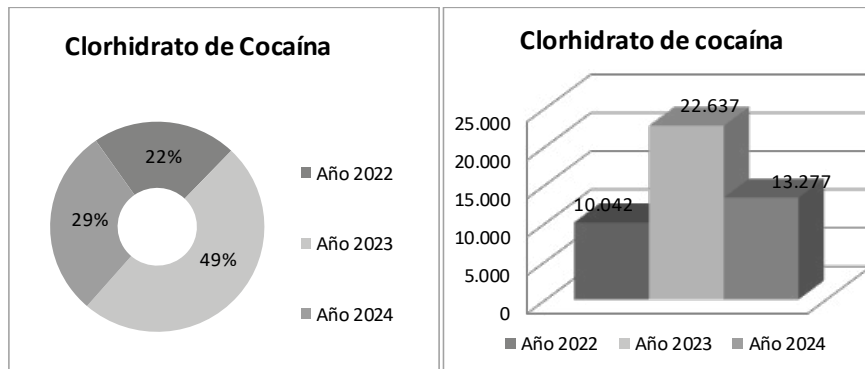 Clorhidrato de Cocaína
22%
29%
49%
Año 2022
Año 2023
Año 2024
Clorhidrato de cocaína
25.000
20.000
15.000
10.000
5.000
0
10.042
22.637
13.277
Año 2022 Año 2023 Año 2024